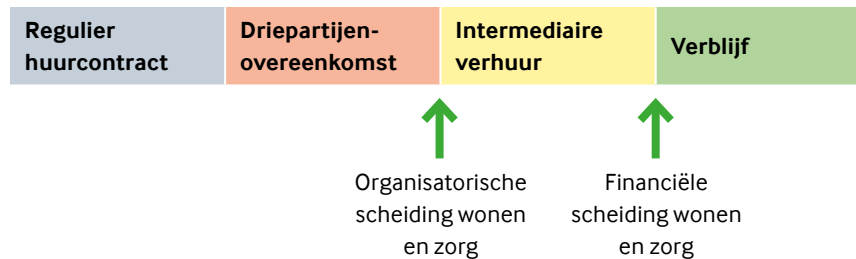 Regulier
huurcontract
Driepartijen-
overeenkomst
Intermediaire
verhuur
Verblijf
Organisatorische
scheiding wonen
en zorg
Financiële
scheiding wonen
en zorg